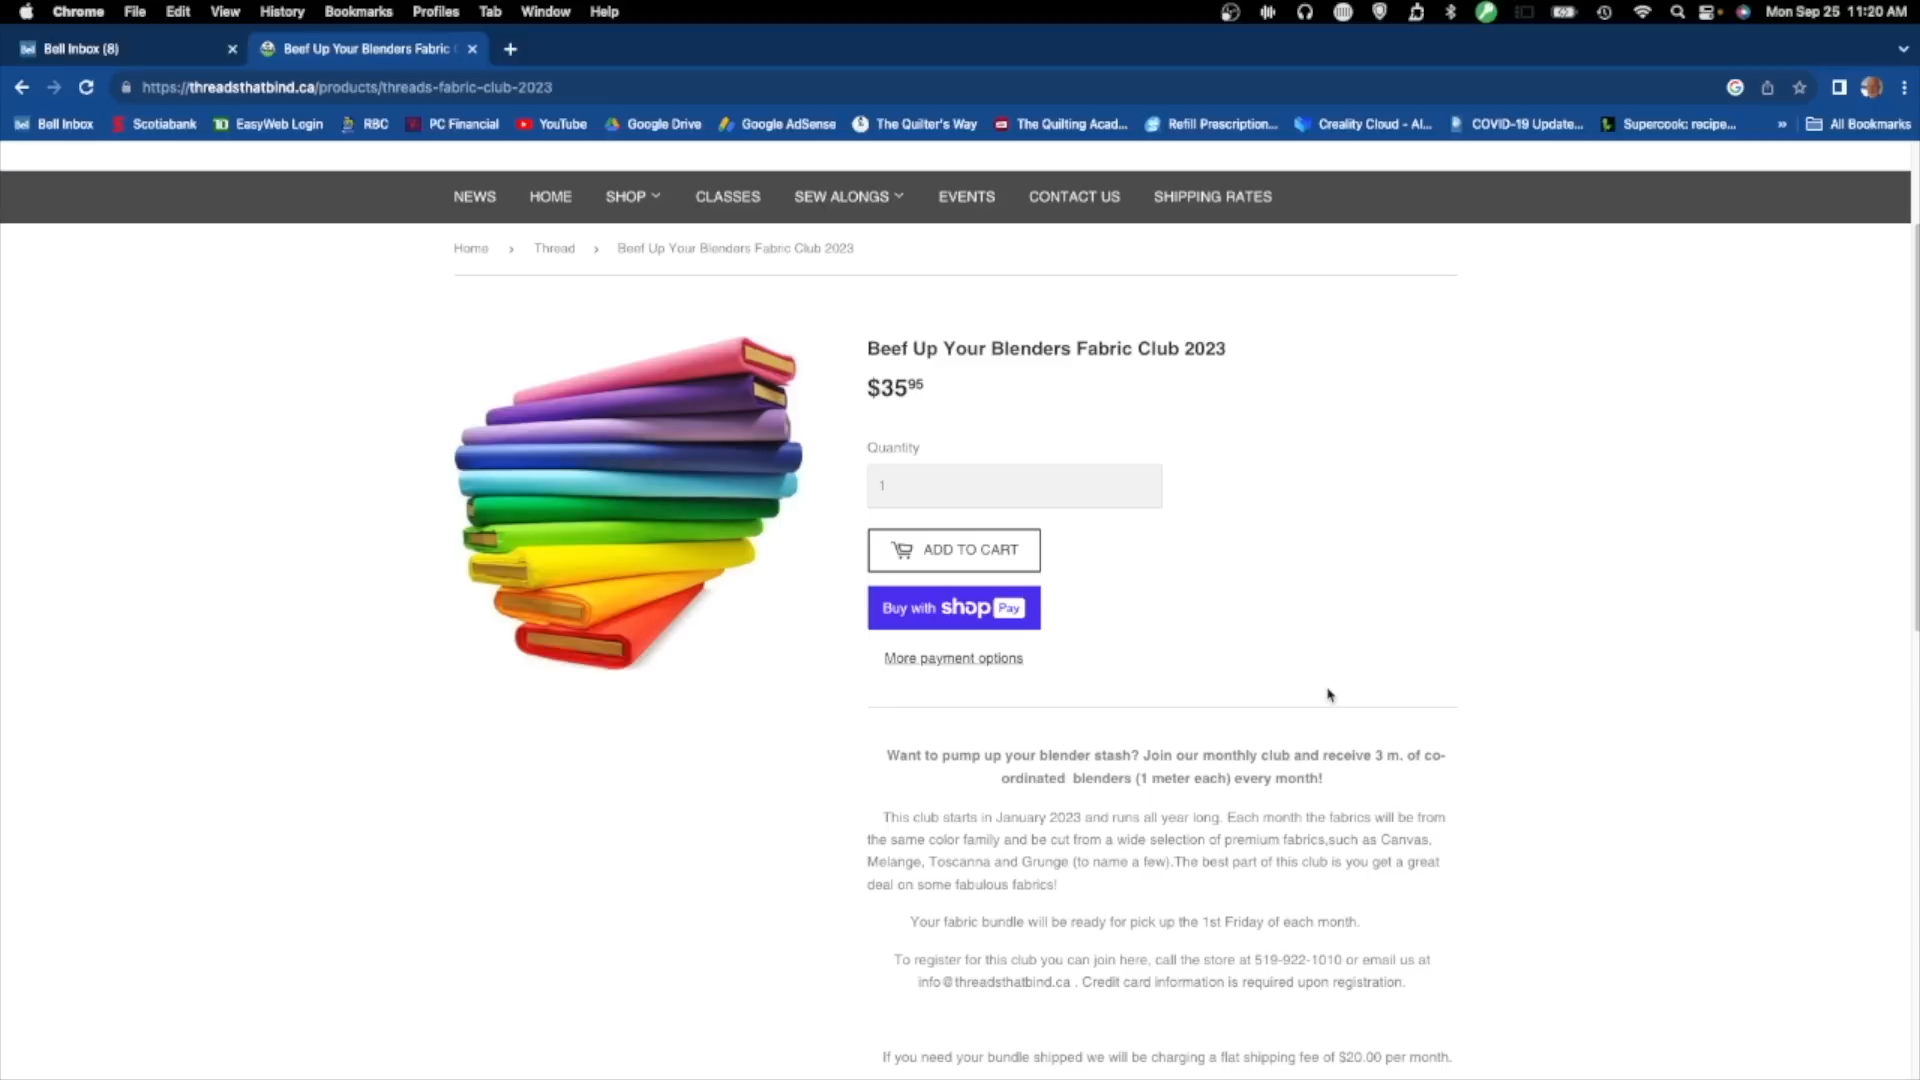 Chrome File Edit View History Bookmarks Profiles Tab Window Help Mon Sep 25 11:20 AM
Bell Bell Inbox (8) Beef Up Your Blenders Fabric
https://threadsthatbind.ca/products/threads-fabric-club-2023
Bell Bell Inbox Scotiabank TD EasyWeb Login RBC PC Financial YouTube Google Drive Google AdSense The Quilter's Way The Quilting Acad... Refill Prescription... Creality Cloud - Al... COVID-19 Update... Supercook: recipe... » All Bookmarks
NEWS HOME SHOP CLASSES SEW ALONGS EVENTS CONTACT US SHIPPING RATES
Home › Thread › Beef Up Your Blenders Fabric Club 2023
Beef Up Your Blenders Fabric Club 2023
$35 95
Quantity
1
ADD TO CART
Buy with shop Pay
More payment options
Want to pump up your blender stash? Join our monthly club and receive 3 m. of co-
ordinated blenders (1 meter each) every month!
This club starts in January 2023 and runs all year long. Each month the fabrics will be from
the same color family and be cut from a wide selection of premium fabrics,such as Canvas,
Melange, Toscanna and Grunge (to name a few).The best part of this club is you get a great
deal on some fabulous fabrics!
Your fabric bundle will be ready for pick up the 1st Friday of each month.
To register for this club you can join here, call the store at 519-922-1010 or email us at
info@threadsthatbind.ca . Credit card information is required upon registration.
If you need your bundle shipped we will be charging a flat shipping fee of $20.00 per month.